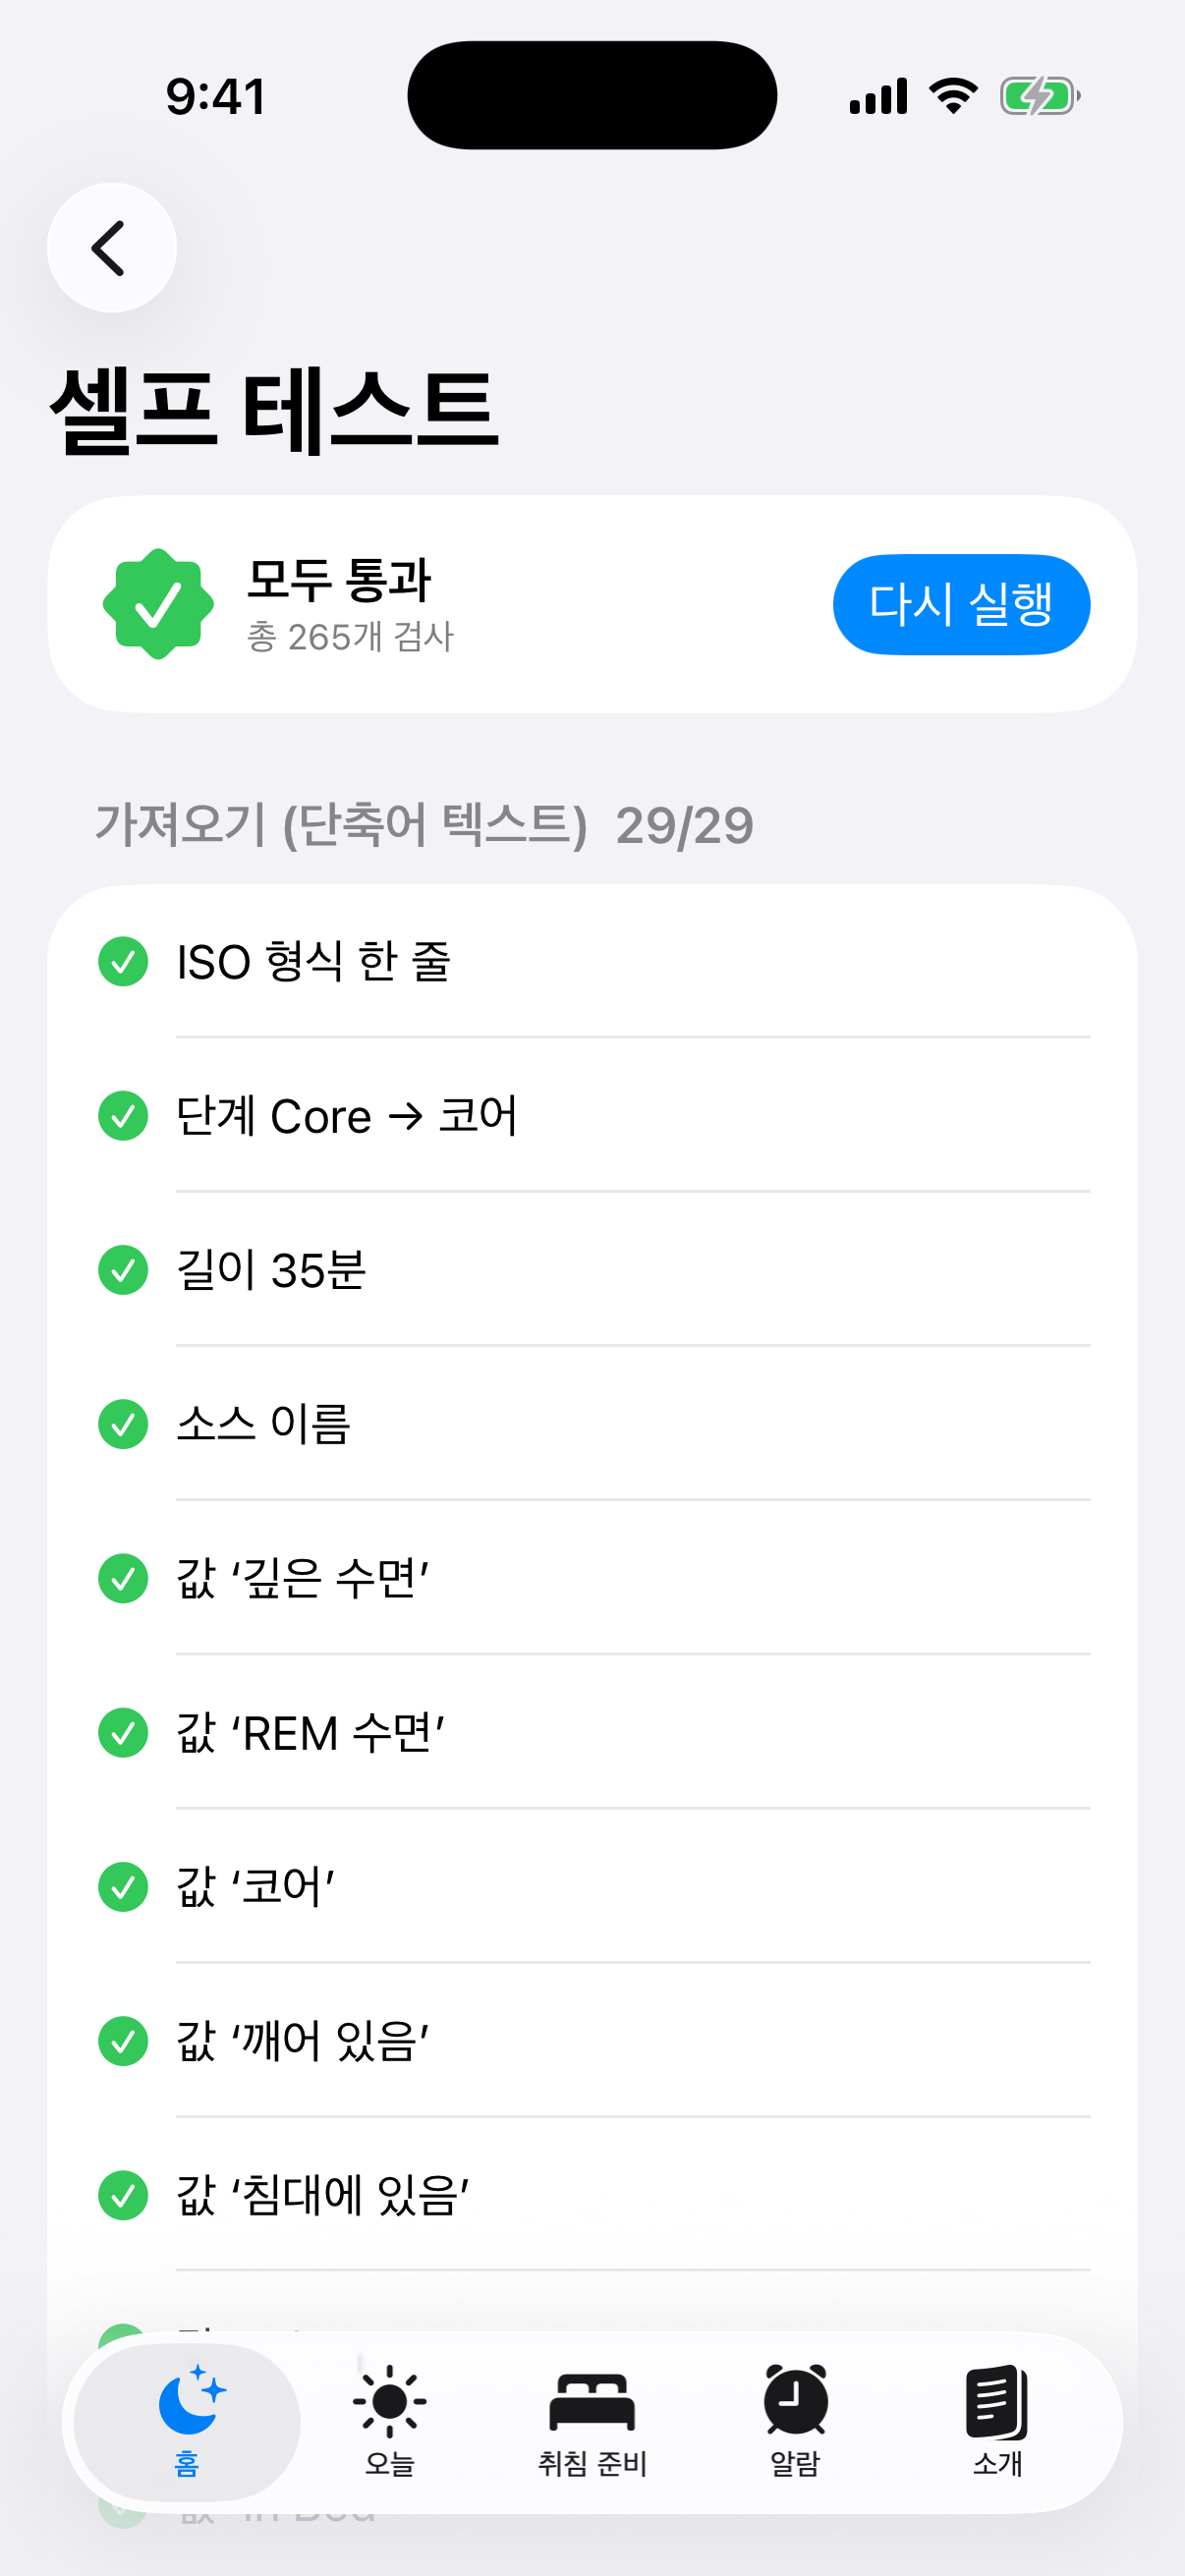 9:41
셀프 테스트
모두 통과
총 265개 검사
다시 실행
가져오기 (단축어 텍스트) 29/29
ISO 형식 한 줄
단계 Core → 코어
길이 35분
소스 이름
값 ‘깊은 수면’
값 ‘REM 수면’
값 ‘코어’
값 ‘깨어 있음’
값 ‘침대에 있음’
홈
오늘
취침 준비
알람
소개